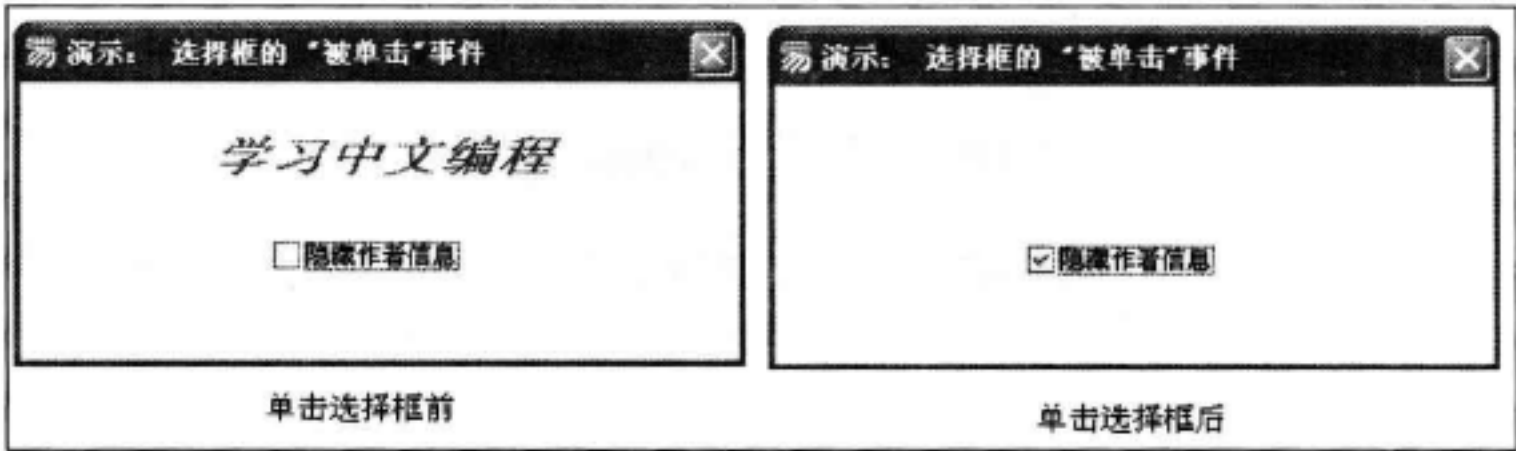 易 演示： 选择框的 “被单击”事件
学习中文编程
隐藏作者信息
单击选择框前
易 演示： 选择框的 “被单击”事件
隐藏作者信息
单击选择框后